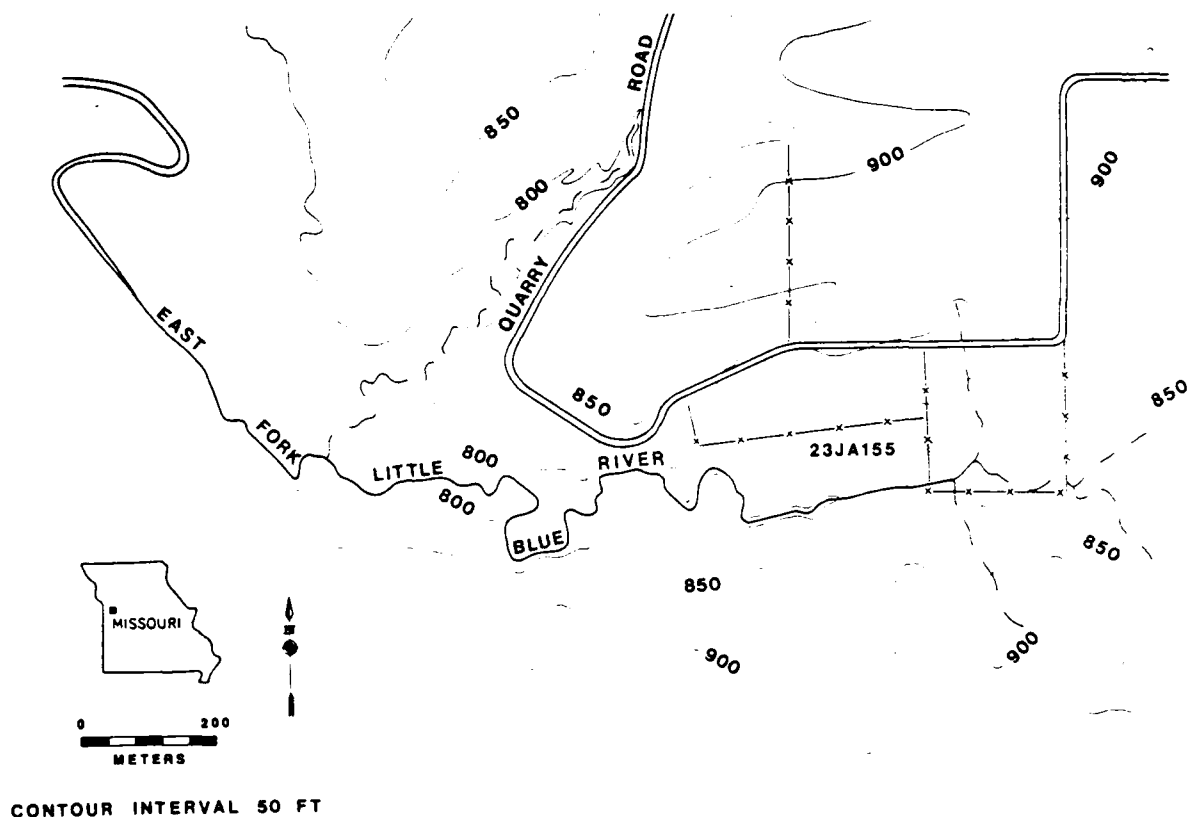 ROAD
850
900
900
800
QUARRY
EAST
850
850
FORK
800
RIVER
23JA155
LITTLE
800
BLUE
850
850
MISSOURI
900
900
0 200
METERS
CONTOUR INTERVAL 50 FT